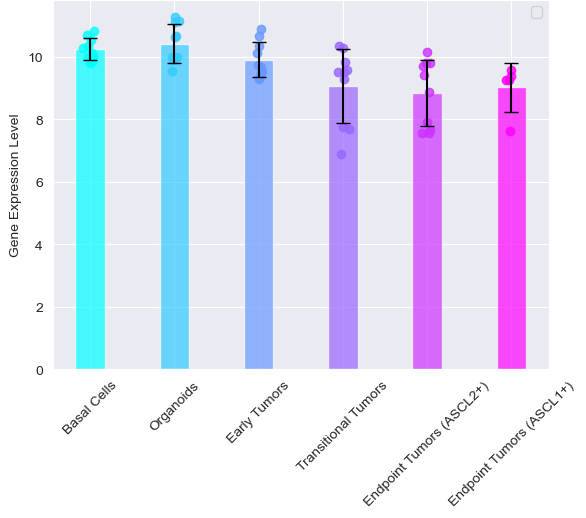 Gene Expression Level
10
8
6
4
2
0
Basal Cells
Organoids
Early Tumors
Transitional Tumors
Endpoint Tumors (ASCL2+)
Endpoint Tumors (ASCL1+)